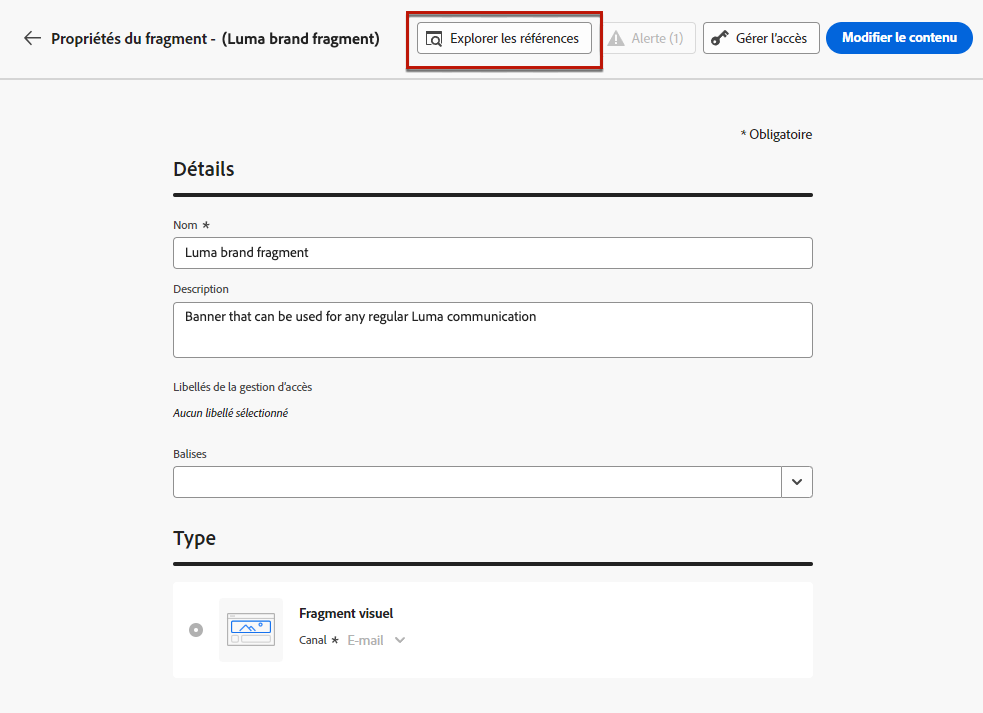 Propriétés du fragment - (Luma brand fragment)
Explorer les références
Alerte (1)
Gérer l'accès
Modifier le contenu
* Obligatoire
Détails
Nom *
Luma brand fragment
Description
Banner that can be used for any regular Luma communication
Libellés de la gestion d'accès
Aucun libellé sélectionné
Balises
Type
Fragment visuel
Canal * E-mail